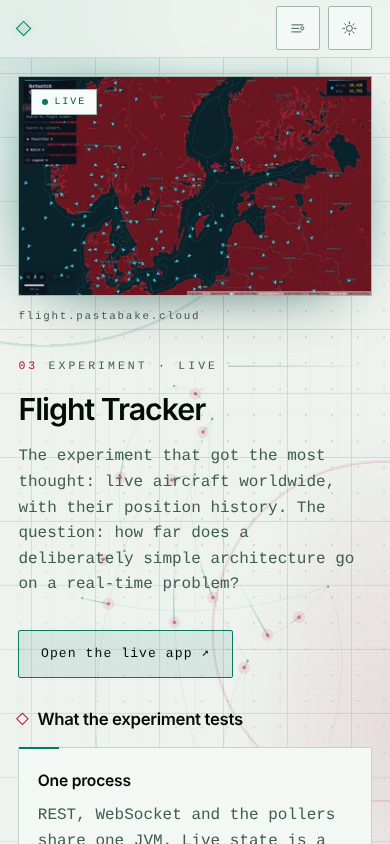 LIVE
flight.pastabake.cloud
03 EXPERIMENT · LIVE
Flight Tracker
The experiment that got the most
thought: live aircraft worldwide,
with their position history. The
question: how far does a
deliberately simple architecture go
on a real-time problem?
Open the live app ↗
What the experiment tests
One process
REST, WebSocket and the pollers
share one JVM. Live state is a